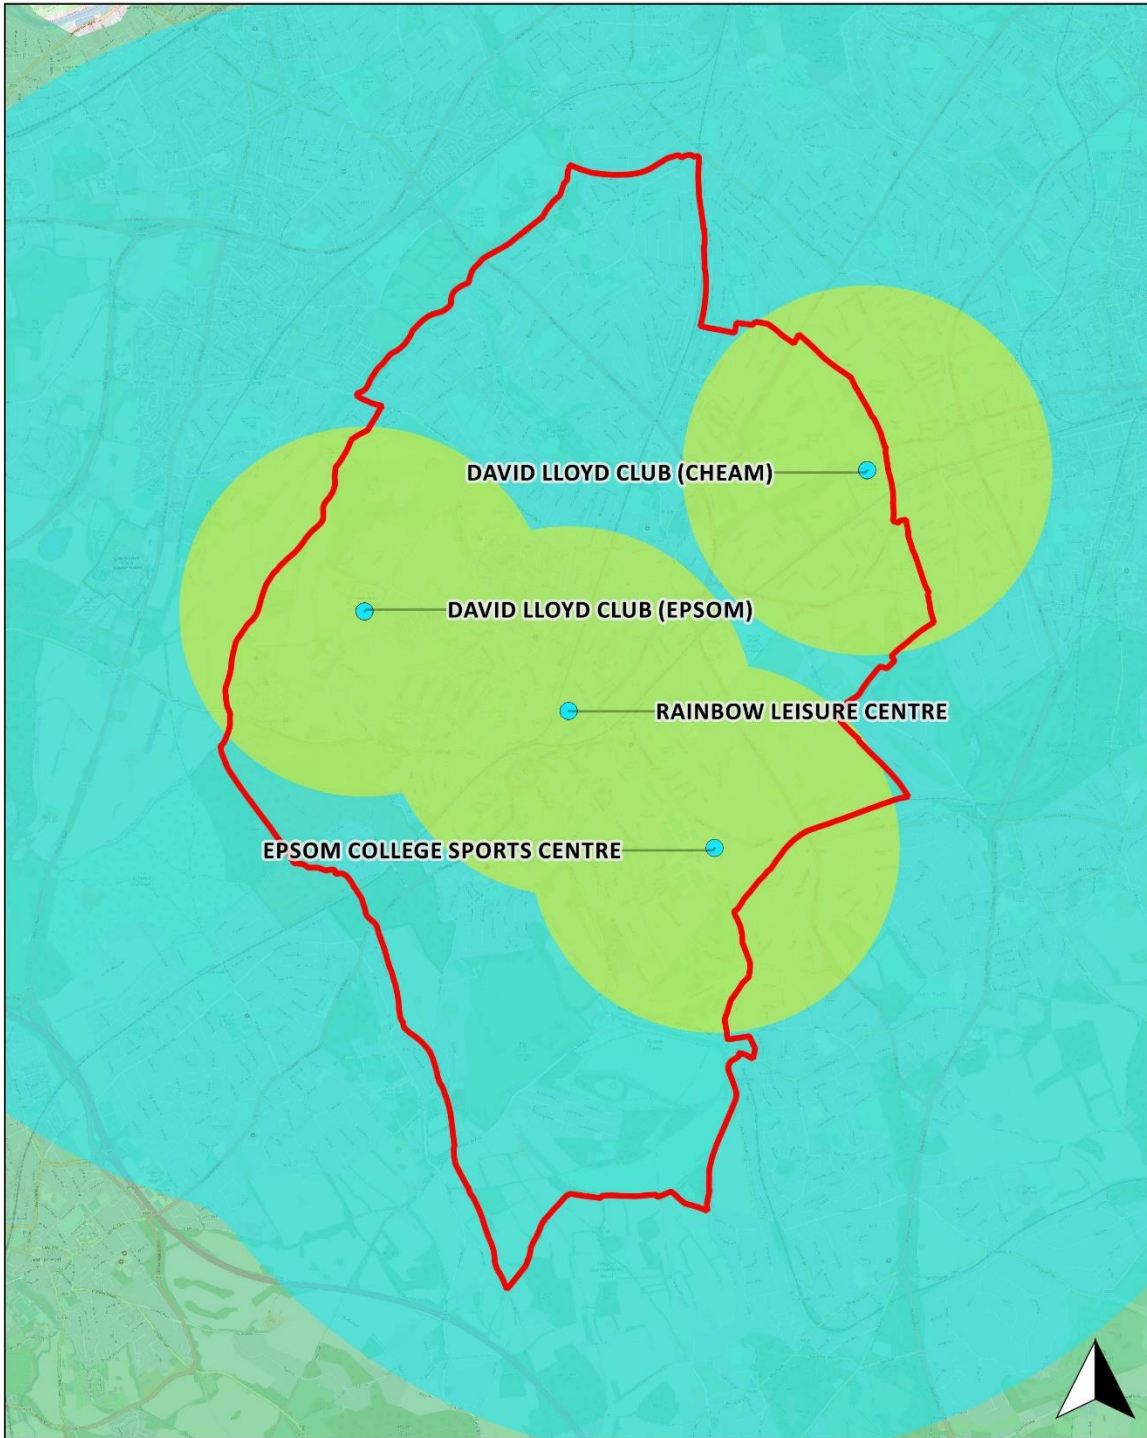 DAVID LLOYD CLUB (CHEAM)
DAVID LLOYD CLUB (EPSOM)
RAINBOW LEISURE CENTRE
EPSOM COLLEGE SPORTS CENTRE